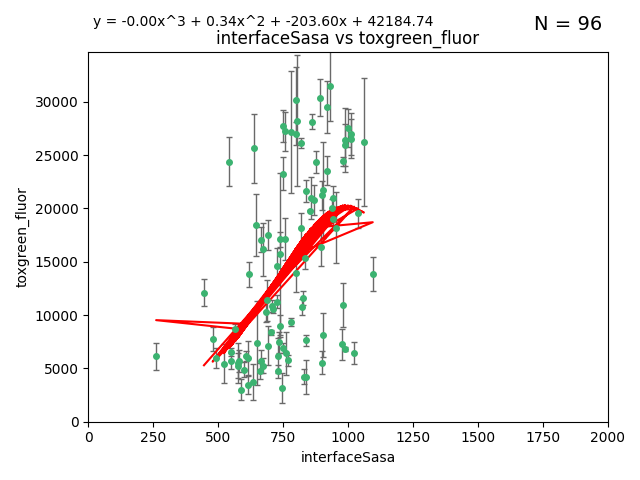 y = -0.00x^3 + 0.34x^2 + -203.60x + 42184.74
N = 96
interfaceSasa vs toxgreen_fluor
30000
25000
20000
15000
10000
5000
0
toxgreen_fluor
0 250 500 750 1000 1250 1500 1750 2000
interfaceSasa